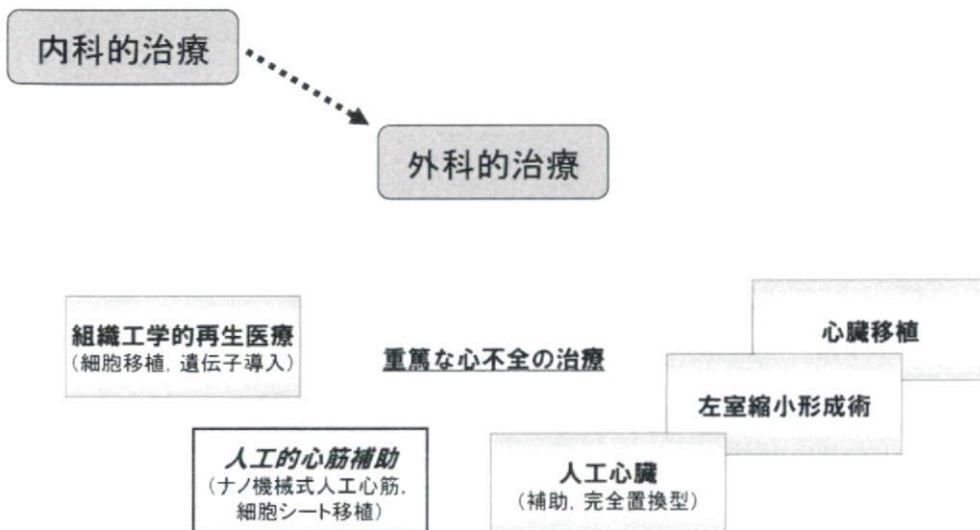 内科的治療
外科的治療
組織工学的再生医療
(細胞移植, 遺伝子導入)
重篤な心不全の治療
心臓移植
左室縮小形成術
人工的心筋補助
(ナノ機械式人工心筋,
細胞シート移植)
人工心臓
(補助, 完全置換型)